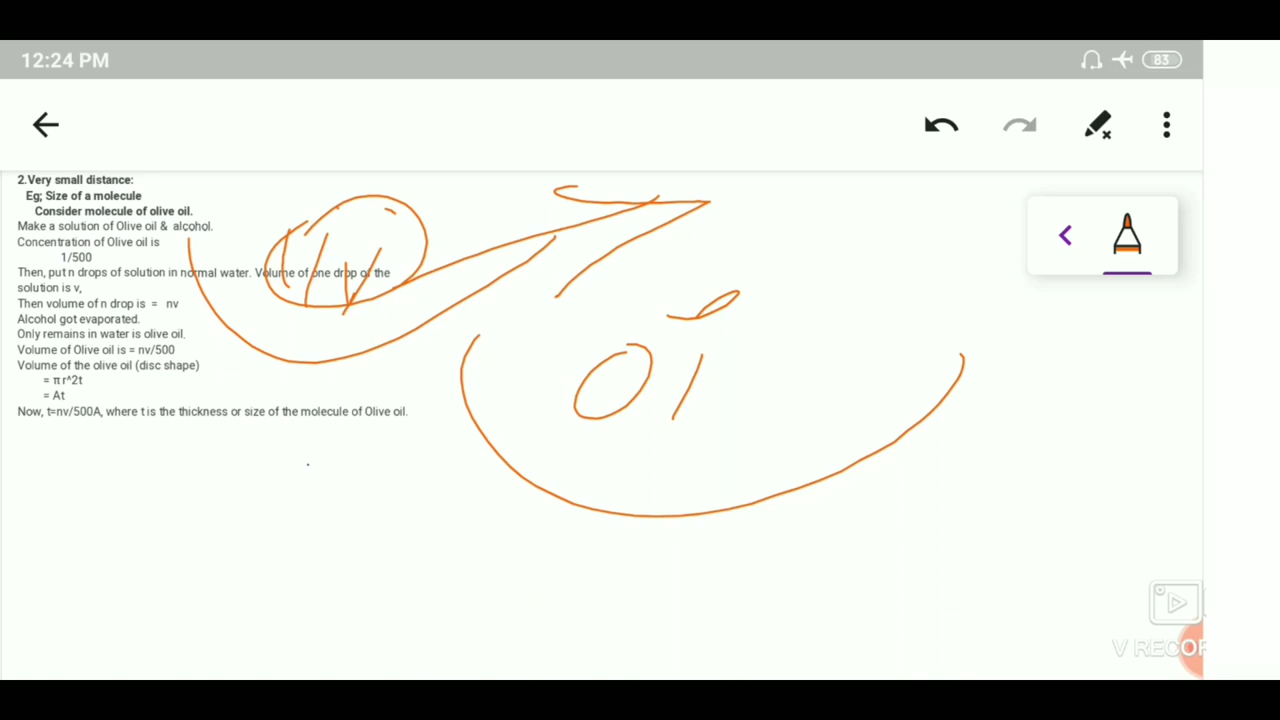 12:24 PM
83
2.Very small distance:
Eg; Size of a molecule
Consider molecule of olive oil.
Make a solution of Olive oil & alcohol.
Concentration of Olive oil is
1/500
Then, put n drops of solution in normal water. Volume of one drop of the
solution is v,
Then volume of n drop is = nv
Alcohol got evaporated.
Only remains in water is olive oil.
Volume of Olive oil is = nv/500
Volume of the olive oil (disc shape)
= π r^2t
= At
Now, t=nv/500A, where t is the thickness or size of the molecule of Olive oil.
V RECOR